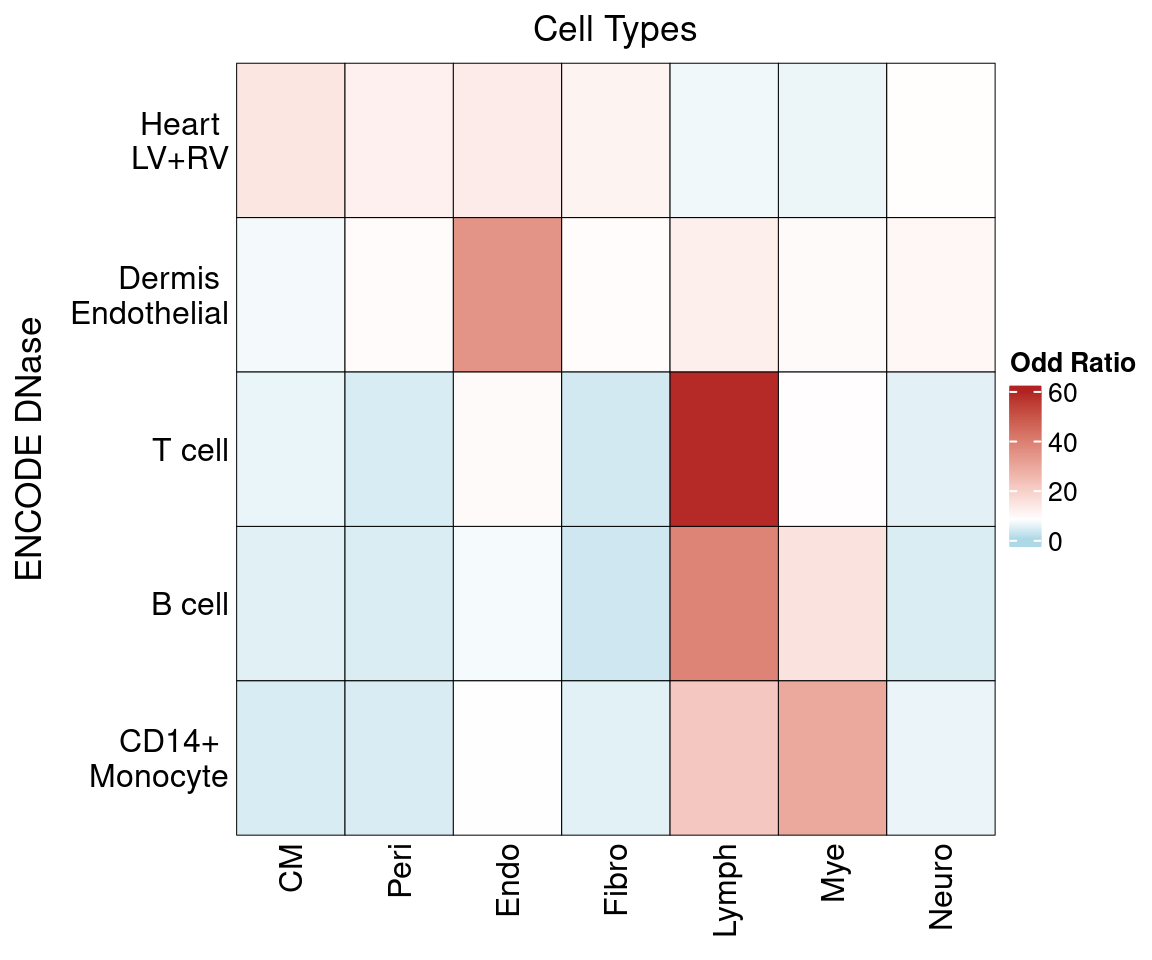 Cell Types
Heart
LV+RV
Dermis
Endothelial
T cell
B cell
CD14+
Monocyte
ENCODE DNase
CM
Peri
Endo
Fibro
Lymph
Mye
Neuro
Odd Ratio
60
40
20
0